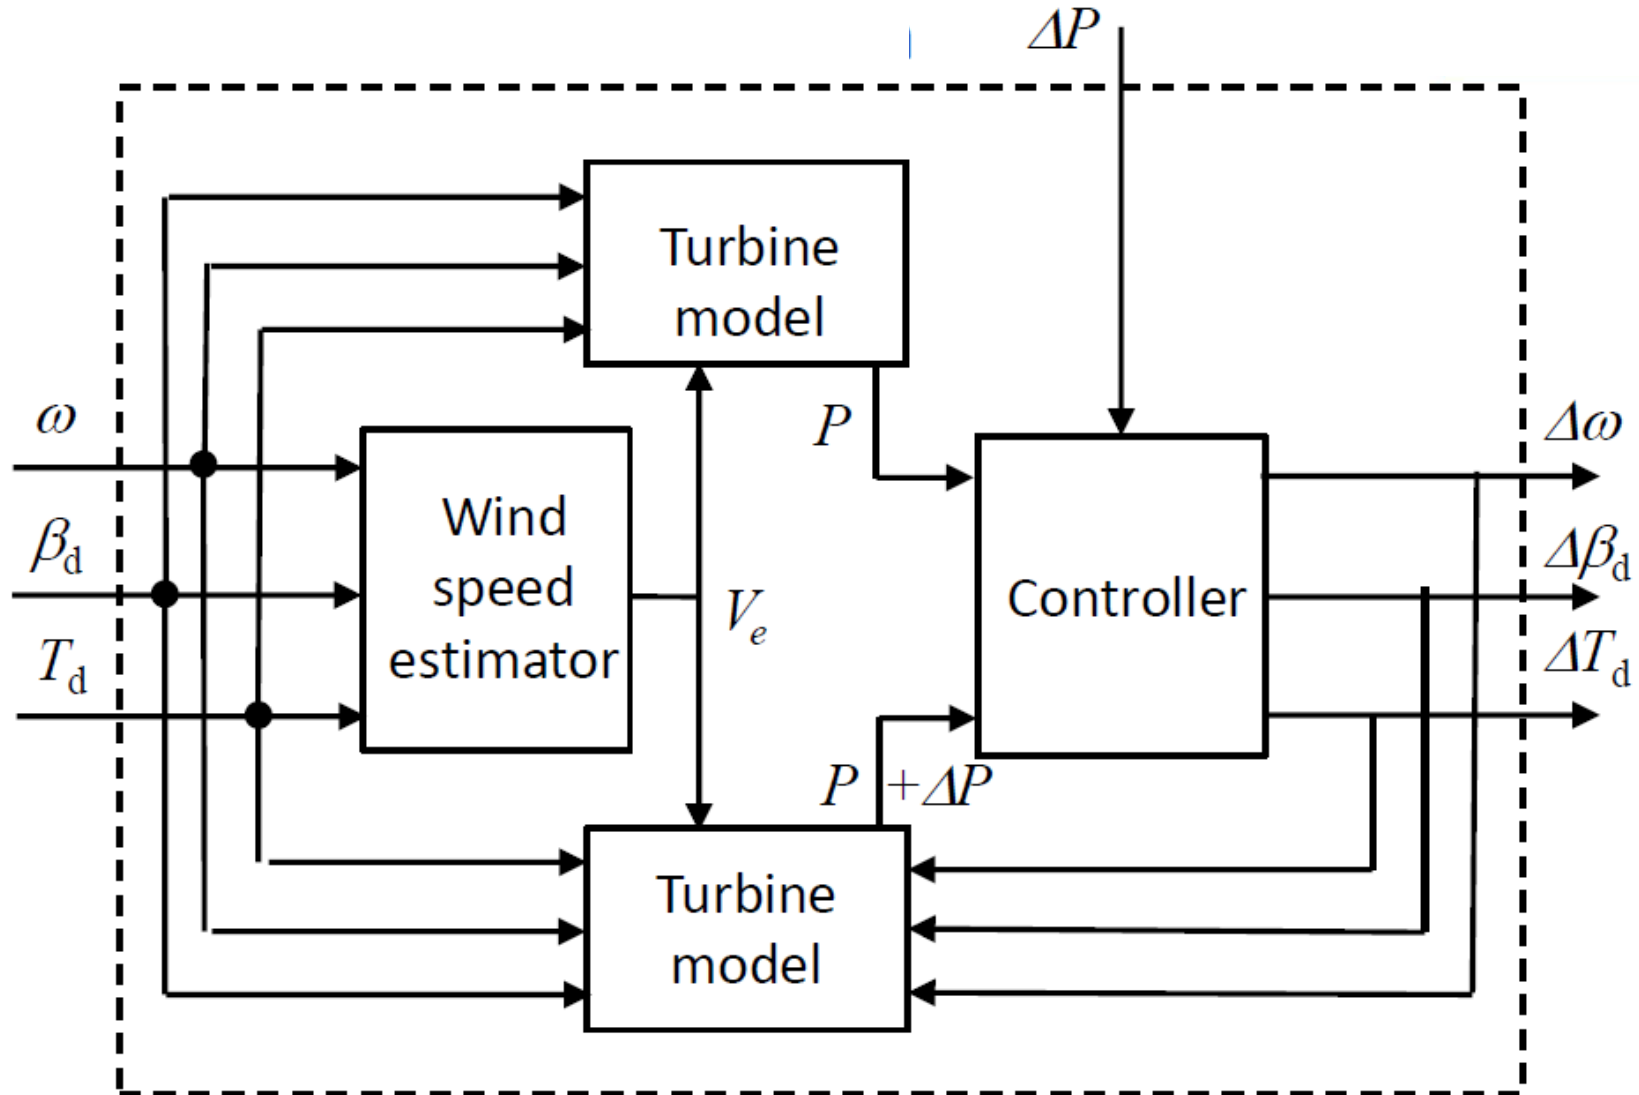 ΔP
Turbine
model
ω
P
Δω
Wind
speed
estimator
β_d
Δβ_d
V_e
Controller
T_d
ΔT_d
P +ΔP
Turbine
model